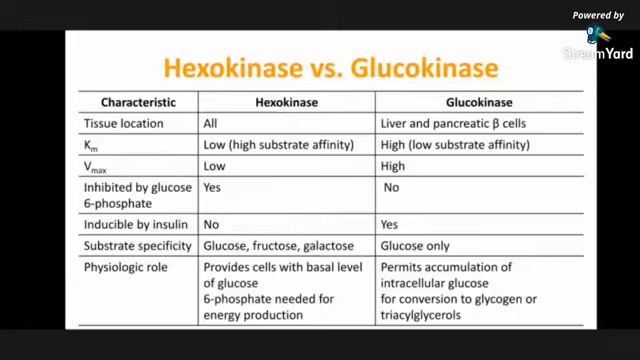 Powered by
StreamYard
Hexokinase vs. Glucokinase
Characteristic Hexokinase Glucokinase
Tissue location All Liver and pancreatic β cells
Km Low (high substrate affinity) High (low substrate affinity)
Vmax Low High
Inhibited by glucose Yes No
6-phosphate
Inducible by insulin No Yes
Substrate specificity Glucose, fructose, galactose Glucose only
Physiologic role Provides cells with basal level Permits accumulation of
of glucose intracellular glucose
6-phosphate needed for for conversion to glycogen or
energy production triacylglycerols